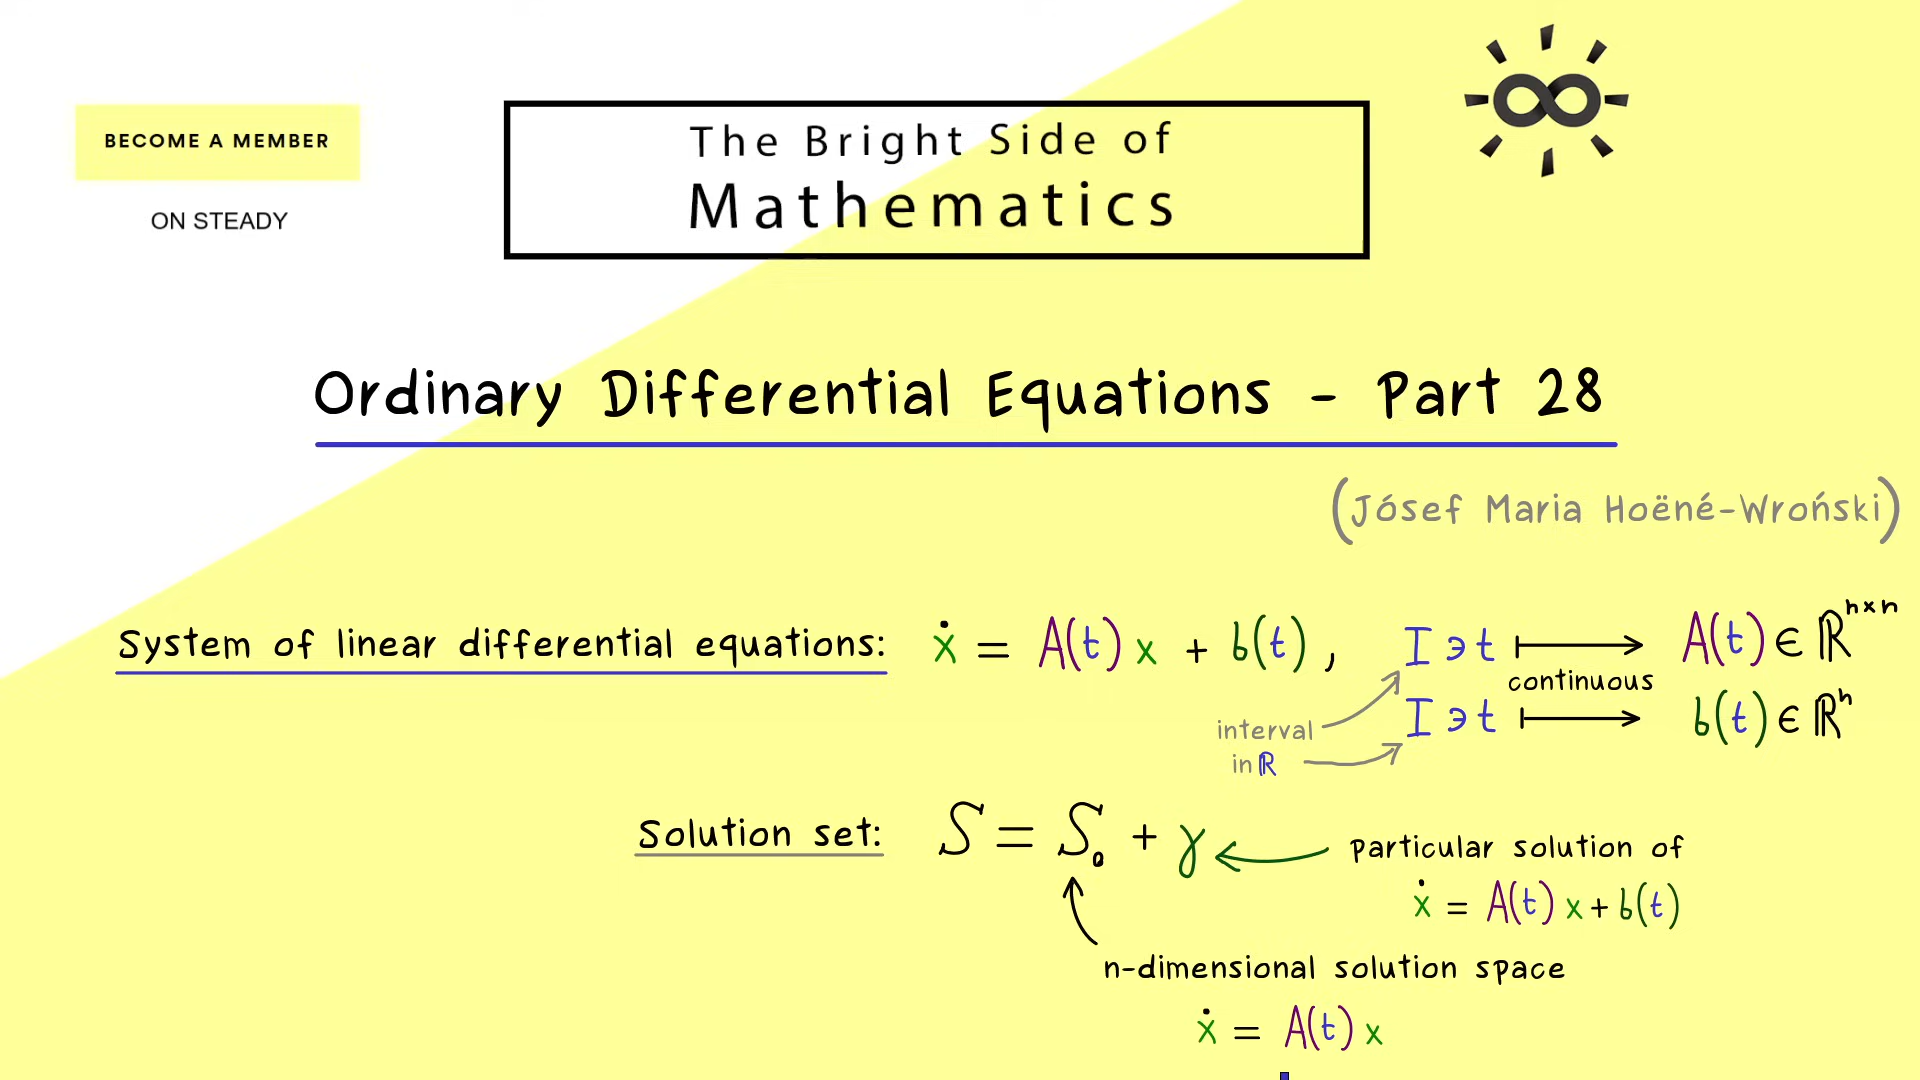 BECOME A MEMBER
ON STEADY
The Bright Side of
Mathematics
Ordinary Differential Equations - Part 28
(Jósef Maria Hoëné-Wroński)
System of linear differential equations: ẋ = A(t)x + b(t), I∋t ⟼ A(t)∈ℝⁿˣⁿ
continuous
I∋t ⟼ b(t)∈ℝⁿ
interval
in ℝ
Solution set: S = S₀ + γ ← particular solution of
ẋ = A(t)x + b(t)
n-dimensional solution space
ẋ = A(t)x